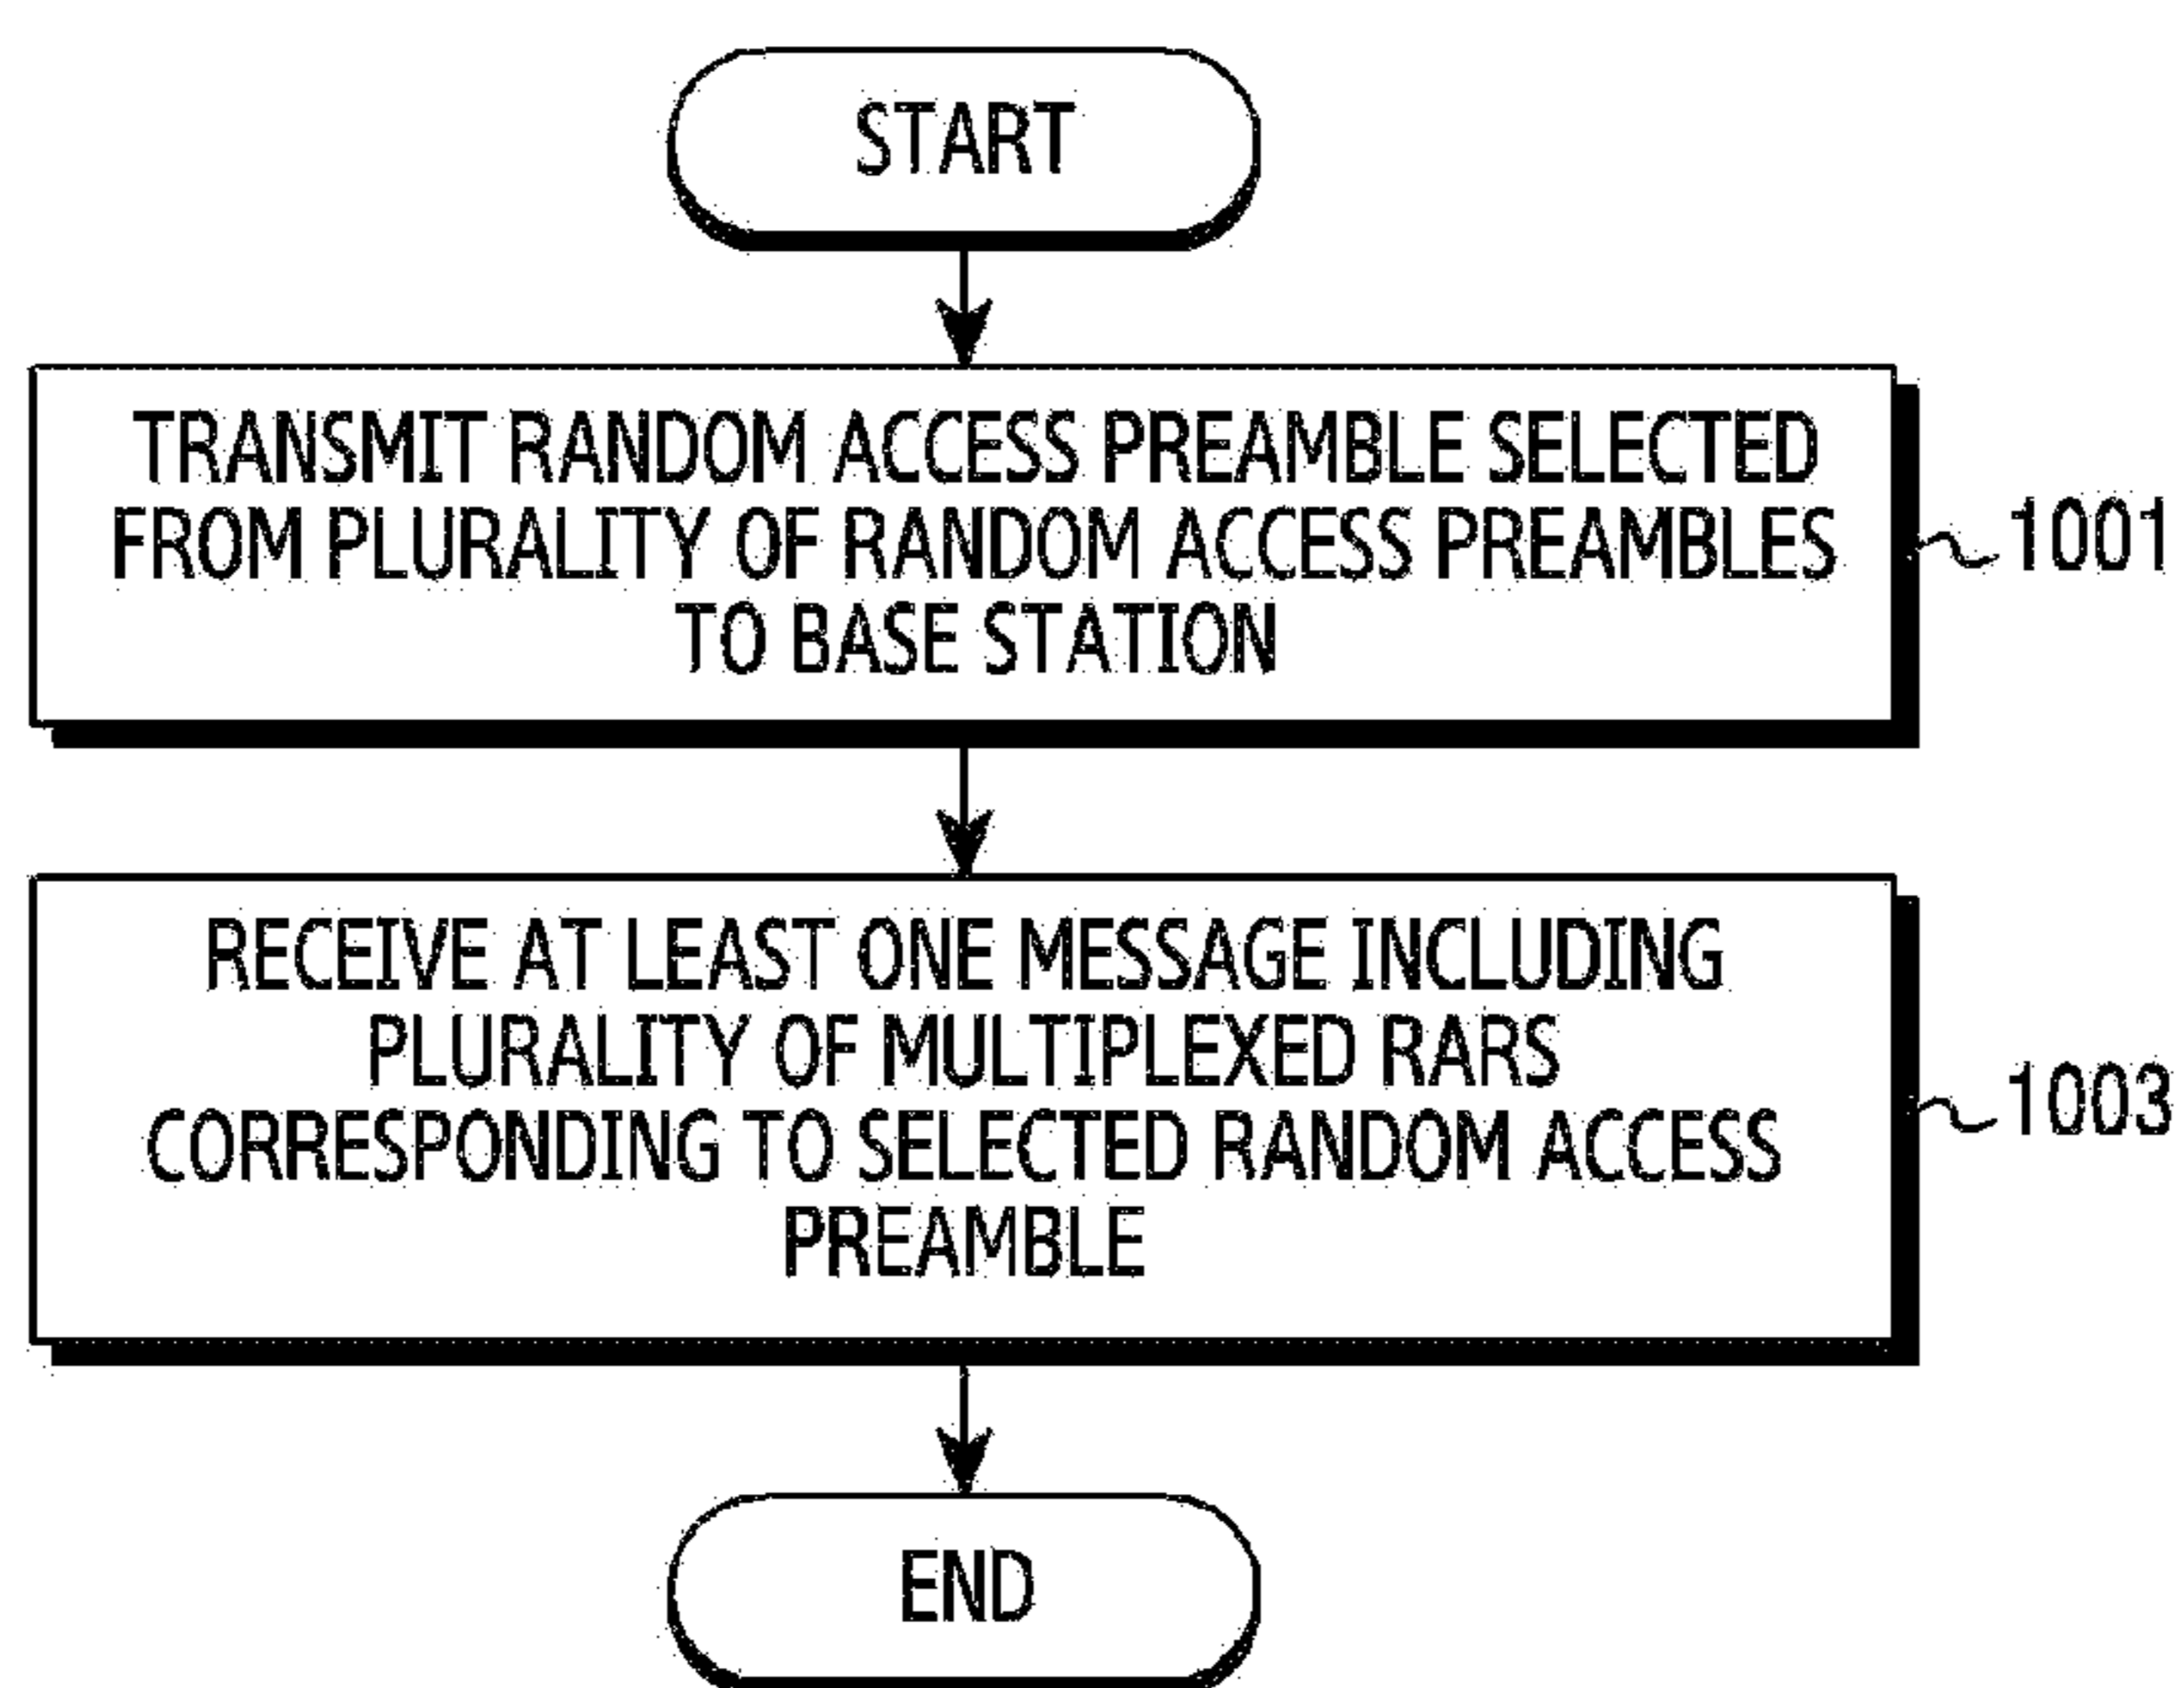 START
TRANSMIT RANDOM ACCESS PREAMBLE SELECTED
FROM PLURALITY OF RANDOM ACCESS PREAMBLES
TO BASE STATION
1001
RECEIVE AT LEAST ONE MESSAGE INCLUDING
PLURALITY OF MULTIPLEXED RARS
CORRESPONDING TO SELECTED RANDOM ACCESS
PREAMBLE
1003
END